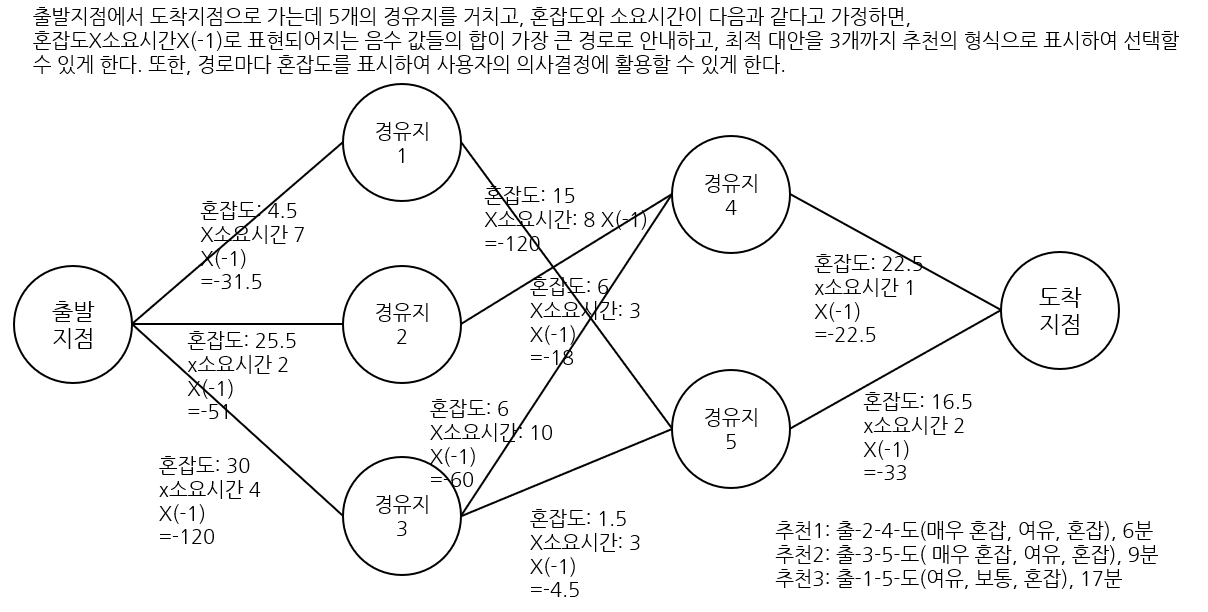 출발지점에서 도착지점으로 가는데 5개의 경유지를 거치고, 혼잡도와 소요시간이 다음과 같다고 가정하면,
혼잡도X소요시간X(-1)로 표현되어지는 음수 값들의 합이 가장 큰 경로로 안내하고, 최적 대안을 3개까지 추천의 형식으로 표시하여 선택할
수 있게 한다. 또한, 경로마다 혼잡도를 표시하여 사용자의 의사결정에 활용할 수 있게 한다.
경유지
1
경유지
4
혼잡도: 4.5
X소요시간 7
X(-1)
=-31.5
혼잡도: 15
X소요시간: 8 X(-1)
=-120
혼잡도: 22.5
x소요시간 1
X(-1)
=-22.5
출발
지점
경유지
2
혼잡도: 6
X소요시간: 3
X(-1)
=-18
도착
지점
혼잡도: 25.5
x소요시간 2
X(-1)
=-51
혼잡도: 6
X소요시간: 10
X(-1)
=-60
경유지
5
혼잡도: 16.5
x소요시간 2
X(-1)
=-33
혼잡도: 30
x소요시간 4
X(-1)
=-120
경유지
3
혼잡도: 1.5
X소요시간: 3
X(-1)
=-4.5
추천1: 출-2-4-도(매우 혼잡, 여유, 혼잡), 6분
추천2: 출-3-5-도( 매우 혼잡, 여유, 혼잡), 9분
추천3: 출-1-5-도(여유, 보통, 혼잡), 17분